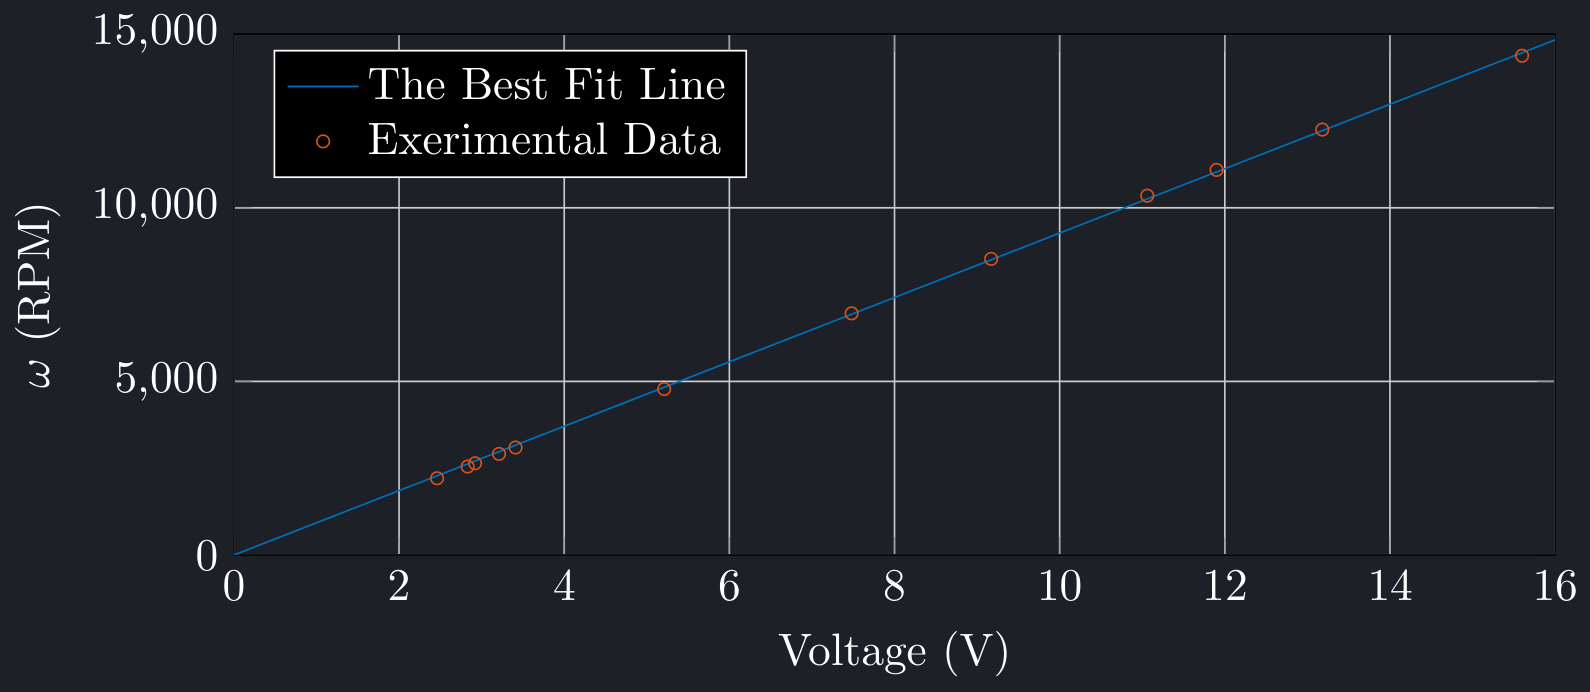 15,000
The Best Fit Line
Exerimental Data
10,000
ω (RPM)
5,000
0
0 2 4 6 8 10 12 14 16
Voltage (V)